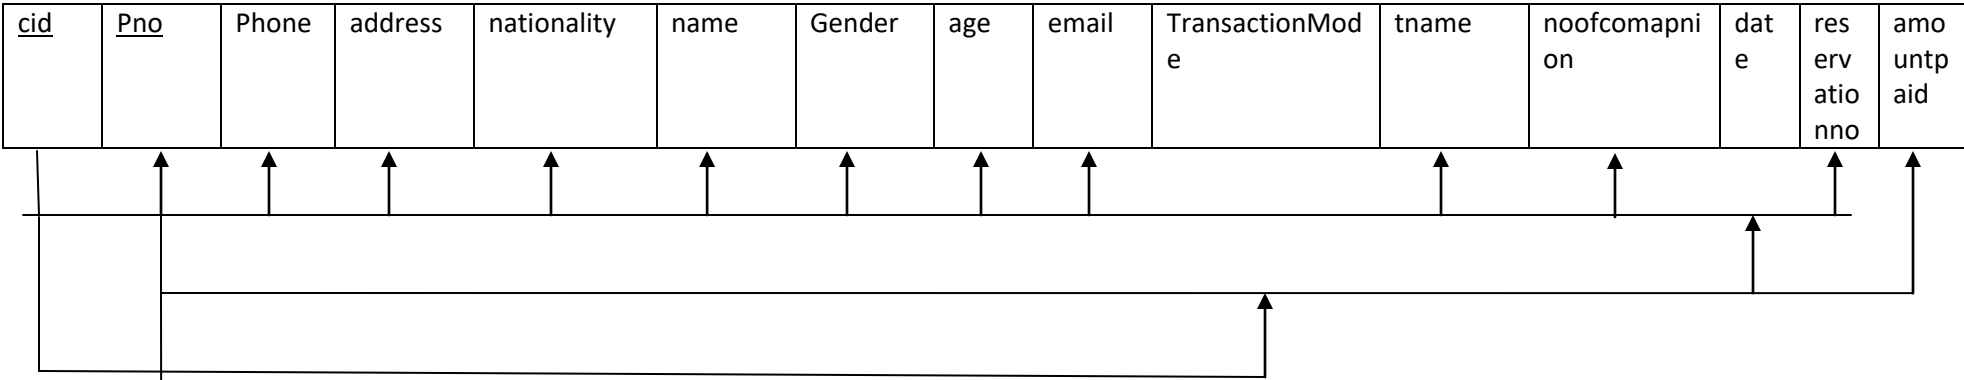 cid
Pno
Phone
address
nationality
name
Gender
age
email
TransactionMod
e
tname
noofcomapni
on
dat
e
res
erv
atio
nno
amo
untp
aid